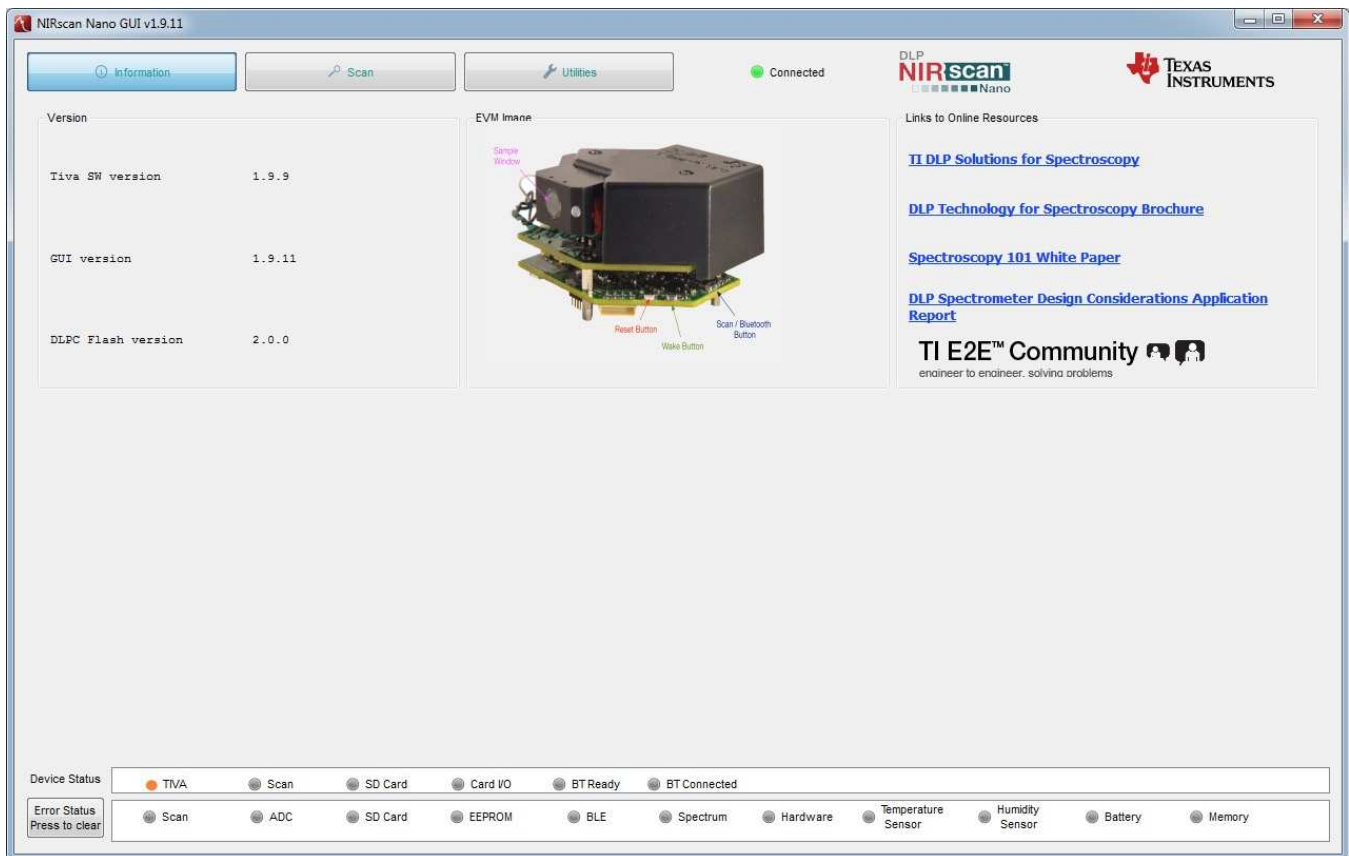 NIRscan Nano GUI v1.9.11
Information
Scan
Utilities
Connected
DLP
NIRscan
Nano
TEXAS
INSTRUMENTS
Version
Tiva SW version 1.9.9
GUI version 1.9.11
DLPC Flash version 2.0.0
EVM Image
Sample
Window
Reset Button
Wake Button
Scan / Bluetooth
Button
Links to Online Resources
TI DLP Solutions for Spectroscopy
DLP Technology for Spectroscopy Brochure
Spectroscopy 101 White Paper
DLP Spectrometer Design Considerations Application
Report
TI E2E™ Community
engineer to engineer, solving problems
Device Status
TIVA
Scan
SD Card
Card I/O
BT Ready
BT Connected
Error Status
Press to clear
Scan
ADC
SD Card
EEPROM
BLE
Spectrum
Hardware
Temperature
Sensor
Humidity
Sensor
Battery
Memory